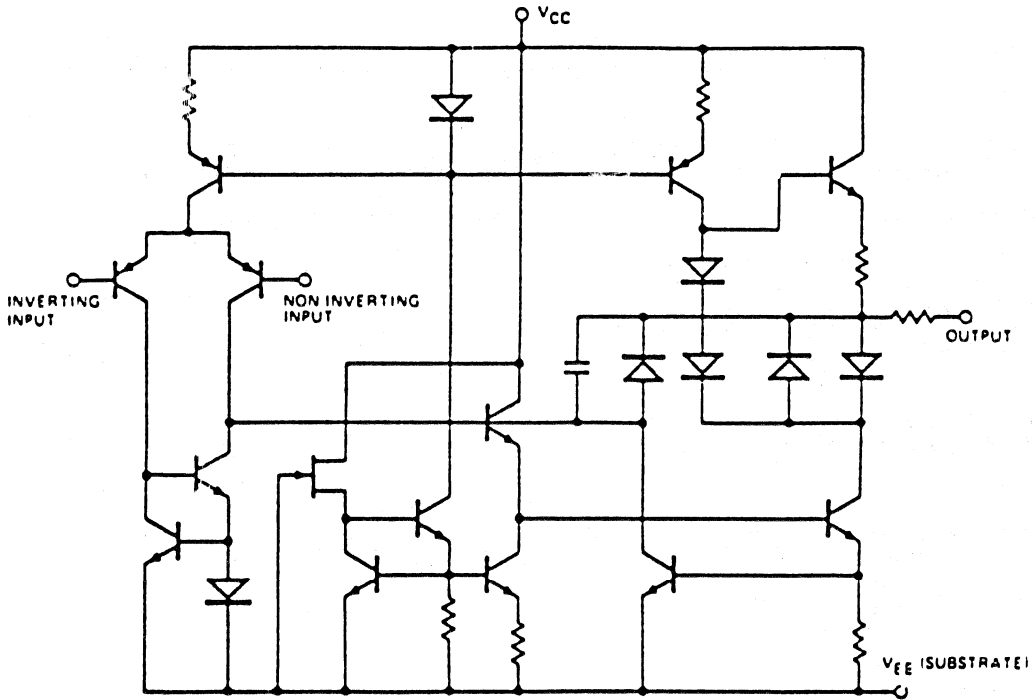 VCC
INVERTING
INPUT
NON INVERTING
INPUT
OUTPUT
VEE (SUBSTRATE)